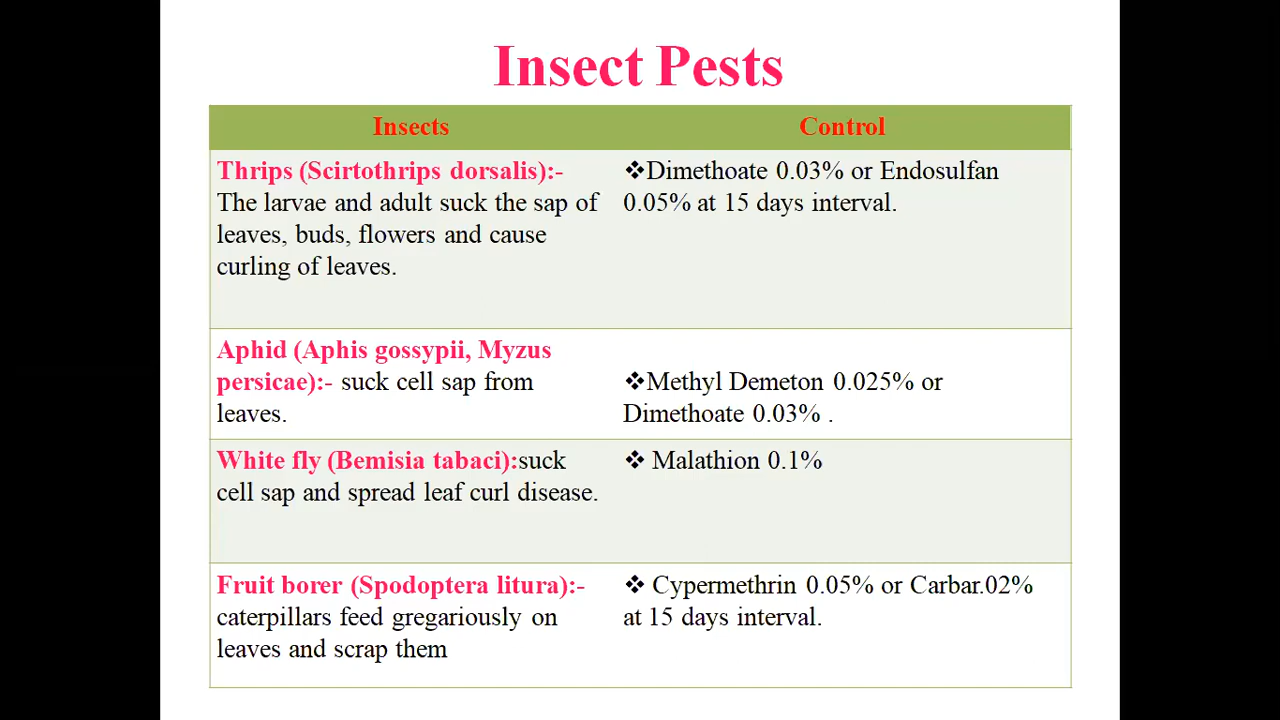 Insect Pests
Insects
Control
Thrips (Scirtothrips dorsalis):-
The larvae and adult suck the sap of
leaves, buds, flowers and cause
curling of leaves.
❖Dimethoate 0.03% or Endosulfan
0.05% at 15 days interval.
Aphid (Aphis gossypii, Myzus
persicae):- suck cell sap from
leaves.
❖Methyl Demeton 0.025% or
Dimethoate 0.03% .
White fly (Bemisia tabaci):suck
cell sap and spread leaf curl disease.
❖ Malathion 0.1%
Fruit borer (Spodoptera litura):-
caterpillars feed gregariously on
leaves and scrap them
❖ Cypermethrin 0.05% or Carbar.02%
at 15 days interval.